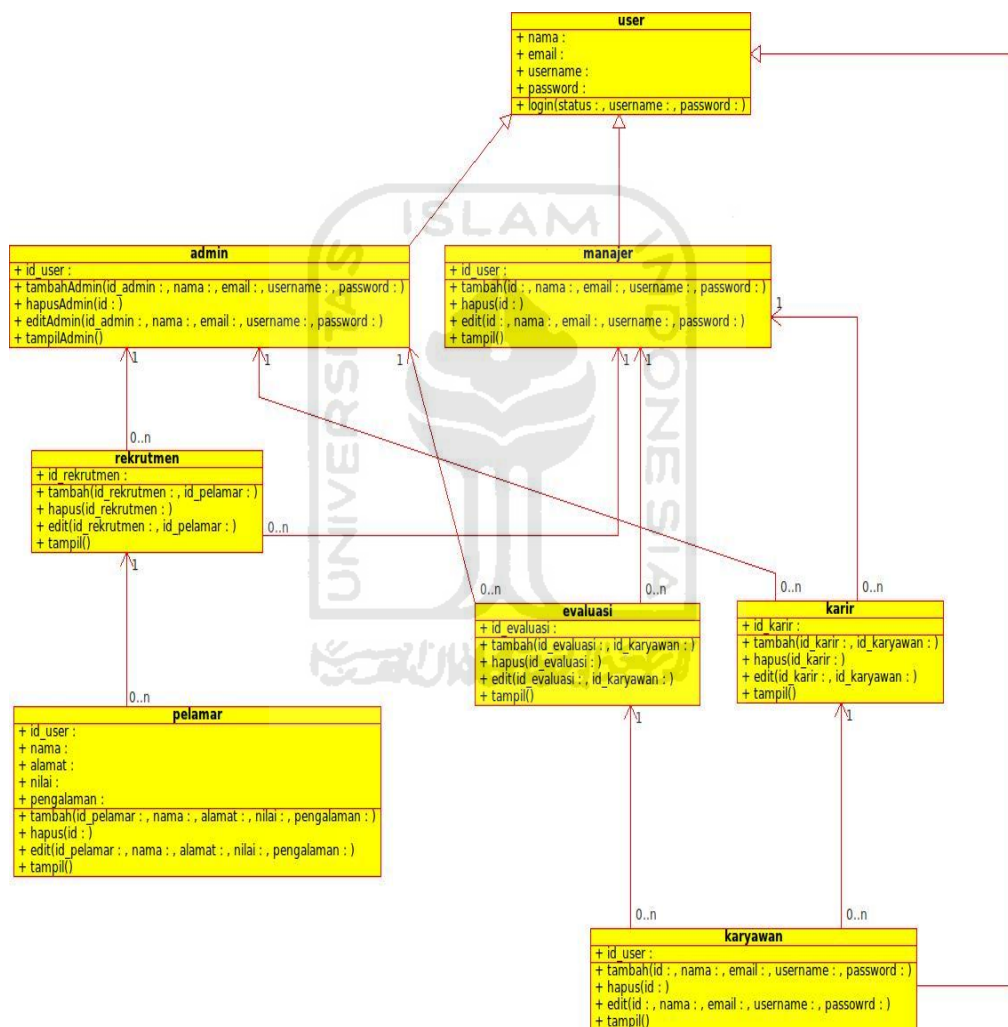 user
+ nama :
+ email :
+ username :
+ password :
+ login(status : , username : , password : )
ISLAM
UNIVERSITAS
INDONESIA
admin
+ id_user :
+ tambahAdmin(id_admin : , nama : , email : , username : , password : )
+ hapusAdmin(id : )
+ editAdmin(id_admin : , nama : , email : , username : , password : )
+ tampilAdmin()
manajer
+ id_user :
+ tambah(id : , nama : , email : , username : , password : )
+ hapus(id : )
+ edit(id : , nama : , email : , username : , password : )
+ tampil()
1
1
1
1
1
1
0..n
rekrutmen
+ id_rekrutmen :
+ tambah(id_rekrutmen : , id_pelamar : )
+ hapus(id_rekrutmen : )
+ edit(id_rekrutmen : , id_pelamar : )
+ tampil()
0..n
1
0..n
0..n
0..n
0..n
evaluasi
+ id_evaluasi :
+ tambah(id_evaluasi : , id_karyawan : )
+ hapus(id_evaluasi : )
+ edit(id_evaluasi : , id_karyawan : )
+ tampil()
karir
+ id_karir :
+ tambah(id_karir : , id_karyawan : )
+ hapus(id_karir : )
+ edit(id_karir : , id_karyawan : )
+ tampil()
0..n
1
1
pelamar
+ id_user :
+ nama :
+ alamat :
+ nilai :
+ pengalaman :
+ tambah(id_pelamar : , nama : , alamat : , nilai : , pengalaman : )
+ hapus(id : )
+ edit(id_pelamar : , nama : , alamat : , nilai : , pengalaman : )
+ tampil()
0..n
0..n
karyawan
+ id_user :
+ tambah(id : , nama : , email : , username : , password : )
+ hapus(id : )
+ edit(id : , nama : , email : , username : , passowrd : )
+ tampil()